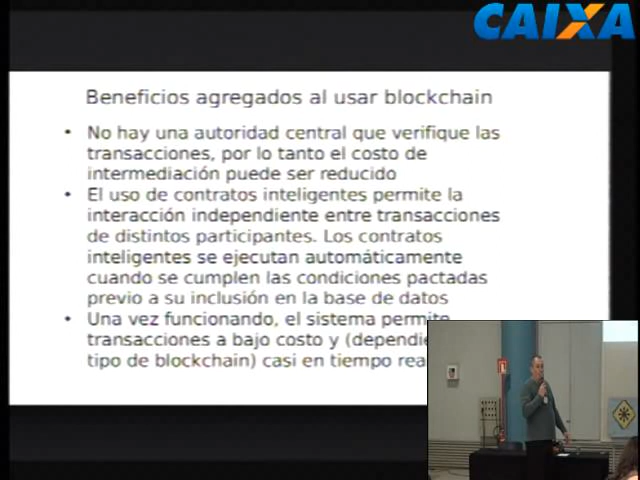 CAIXA
Beneficios agregados al usar blockchain
• No hay una autoridad central que verifique las
transacciones, por lo tanto el costo de
intermediación puede ser reducido
• El uso de contratos inteligentes permite la
interacción independiente entre transacciones
de distintos participantes. Los contratos
inteligentes se ejecutan automáticamente
cuando se cumplen las condiciones pactadas
previo a su inclusión en la base de datos
• Una vez funcionando, el sistema permite
transacciones a bajo costo y
tipo de blockchain) casi en tiempo